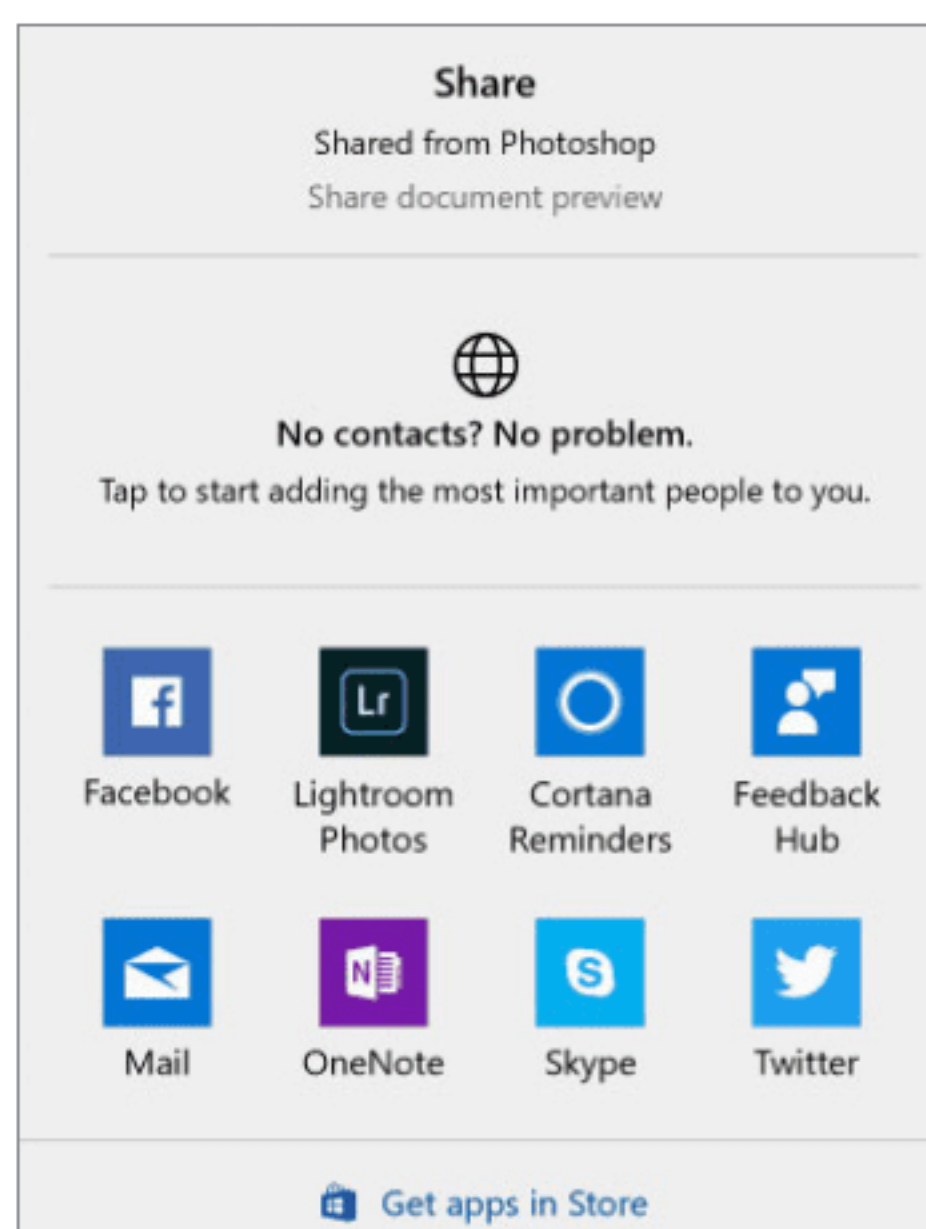 Share
Shared from Photoshop
Share document preview
No contacts? No problem.
Tap to start adding the most important people to you.
f
Lr
Facebook
Lightroom
Photos
Cortana
Reminders
Feedback
Hub
N
S
Mail
OneNote
Skype
Twitter
Get apps in Store